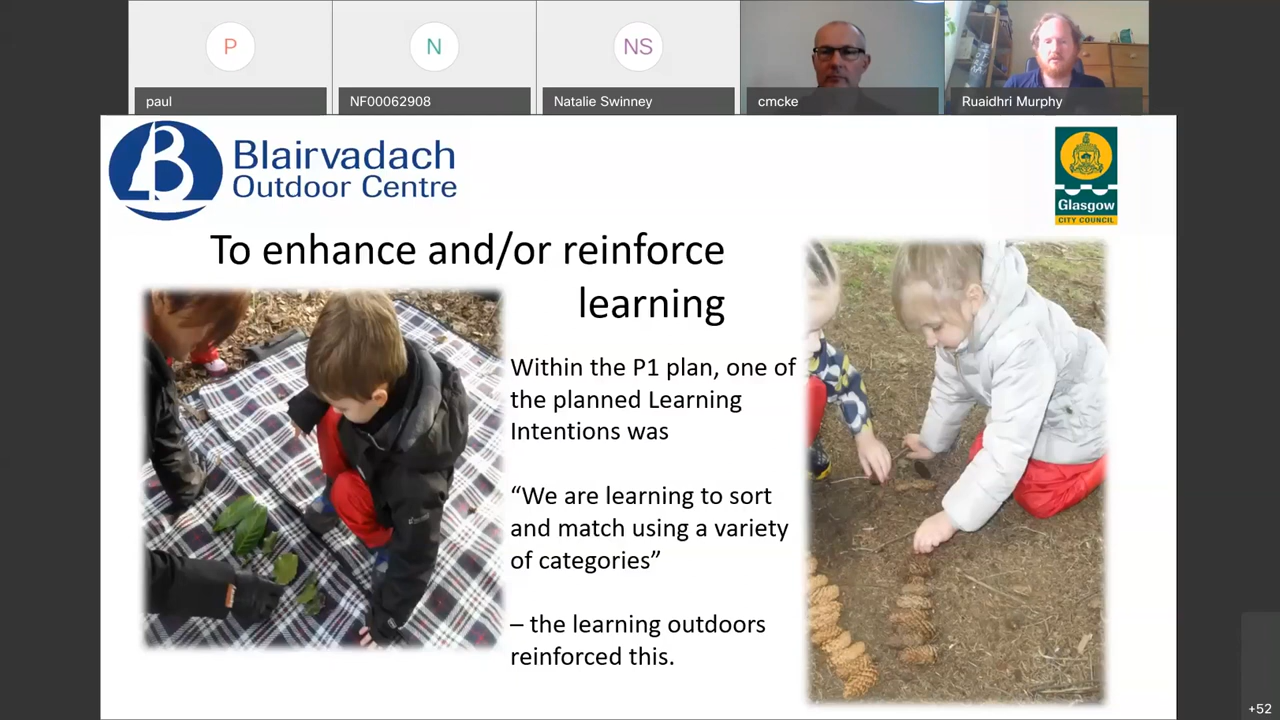 P
N
NS
paul
NF00062908
Natalie Swinney
cmcke
Ruaidhri Murphy
B
Blairvadach
Outdoor Centre
Glasgow
CITY COUNCIL
To enhance and/or reinforce
learning
Within the P1 plan, one of
the planned Learning
Intentions was
“We are learning to sort
and match using a variety
of categories”
– the learning outdoors
reinforced this.
+52